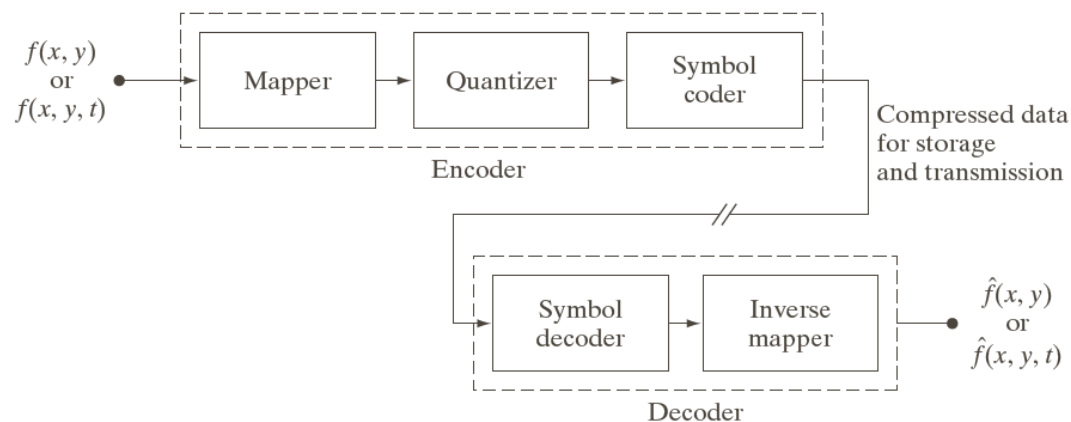 f(x, y)
or
f(x, y, t)
Mapper
Quantizer
Symbol
coder
Encoder
Compressed data
for storage
and transmission
Symbol
decoder
Inverse
mapper
Decoder
f̂(x, y)
or
f̂(x, y, t)